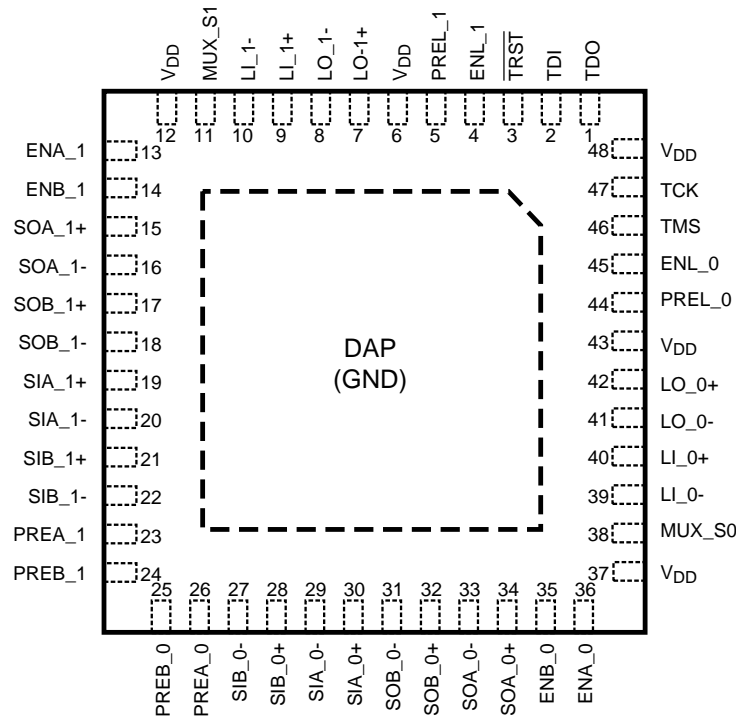 VDD
MUX_S1
LI_1-
LI_1+
LO_1-
LO-1+
VDD
PREL_1
ENL_1
TRST
TDI
TDO
12 11 10 9 8 7 6 5 4 3 2 1
ENA_1 13
ENB_1 14
SOA_1+ 15
SOA_1- 16
SOB_1+ 17
SOB_1- 18
SIA_1+ 19
SIA_1- 20
SIB_1+ 21
SIB_1- 22
PREA_1 23
PREB_1 24
DAP
(GND)
48 VDD
47 TCK
46 TMS
45 ENL_0
44 PREL_0
43 VDD
42 LO_0+
41 LO_0-
40 LI_0+
39 LI_0-
38 MUX_S0
37 VDD
25 26 27 28 29 30 31 32 33 34 35 36
PREB_0
PREA_0
SIB_0-
SIB_0+
SIA_0-
SIA_0+
SOB_0-
SOB_0+
SOA_0-
SOA_0+
ENB_0
ENA_0